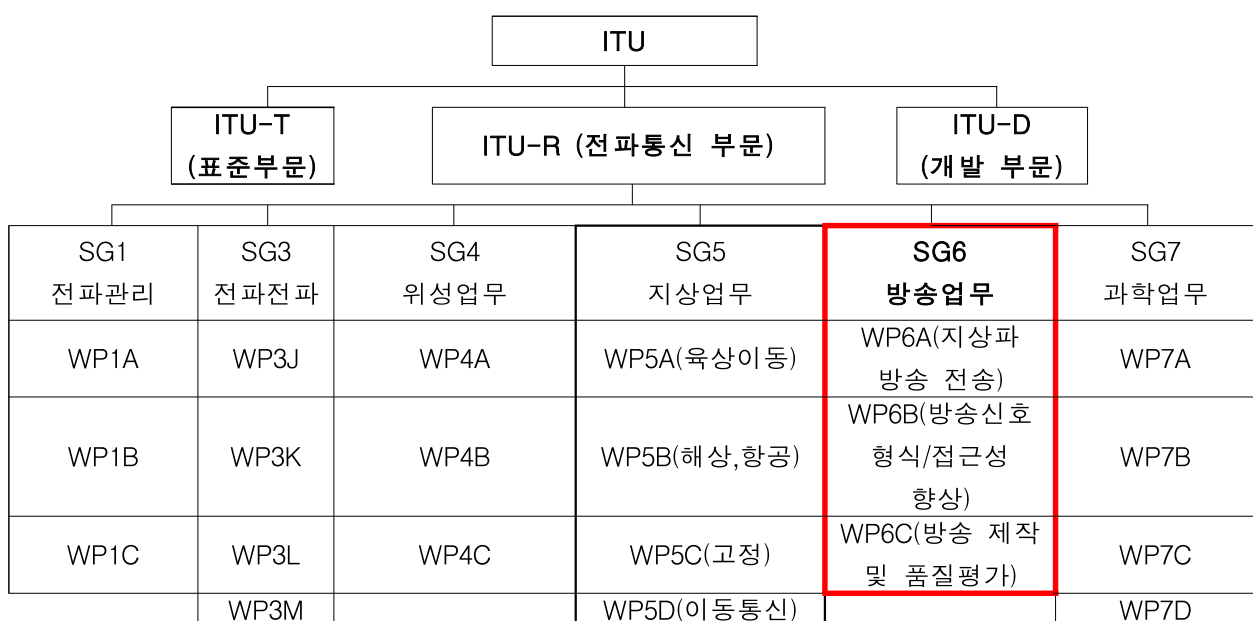 ITU
ITU-T
(표준부문)
ITU-R (전파통신 부문)
ITU-D
(개발 부문)
SG1
전파관리
SG3
전파전파
SG4
위성업무
SG5
지상업무
SG6
방송업무
SG7
과학업무
WP1A
WP3J
WP4A
WP5A(육상이동)
WP6A(지상파
방송 전송)
WP7A
WP1B
WP3K
WP4B
WP5B(해상,항공)
WP6B(방송신호
형식/접근성
향상)
WP7B
WP1C
WP3L
WP4C
WP5C(고정)
WP6C(방송 제작
및 품질평가)
WP7C
WP3M
WP5D(이동통신)
WP7D